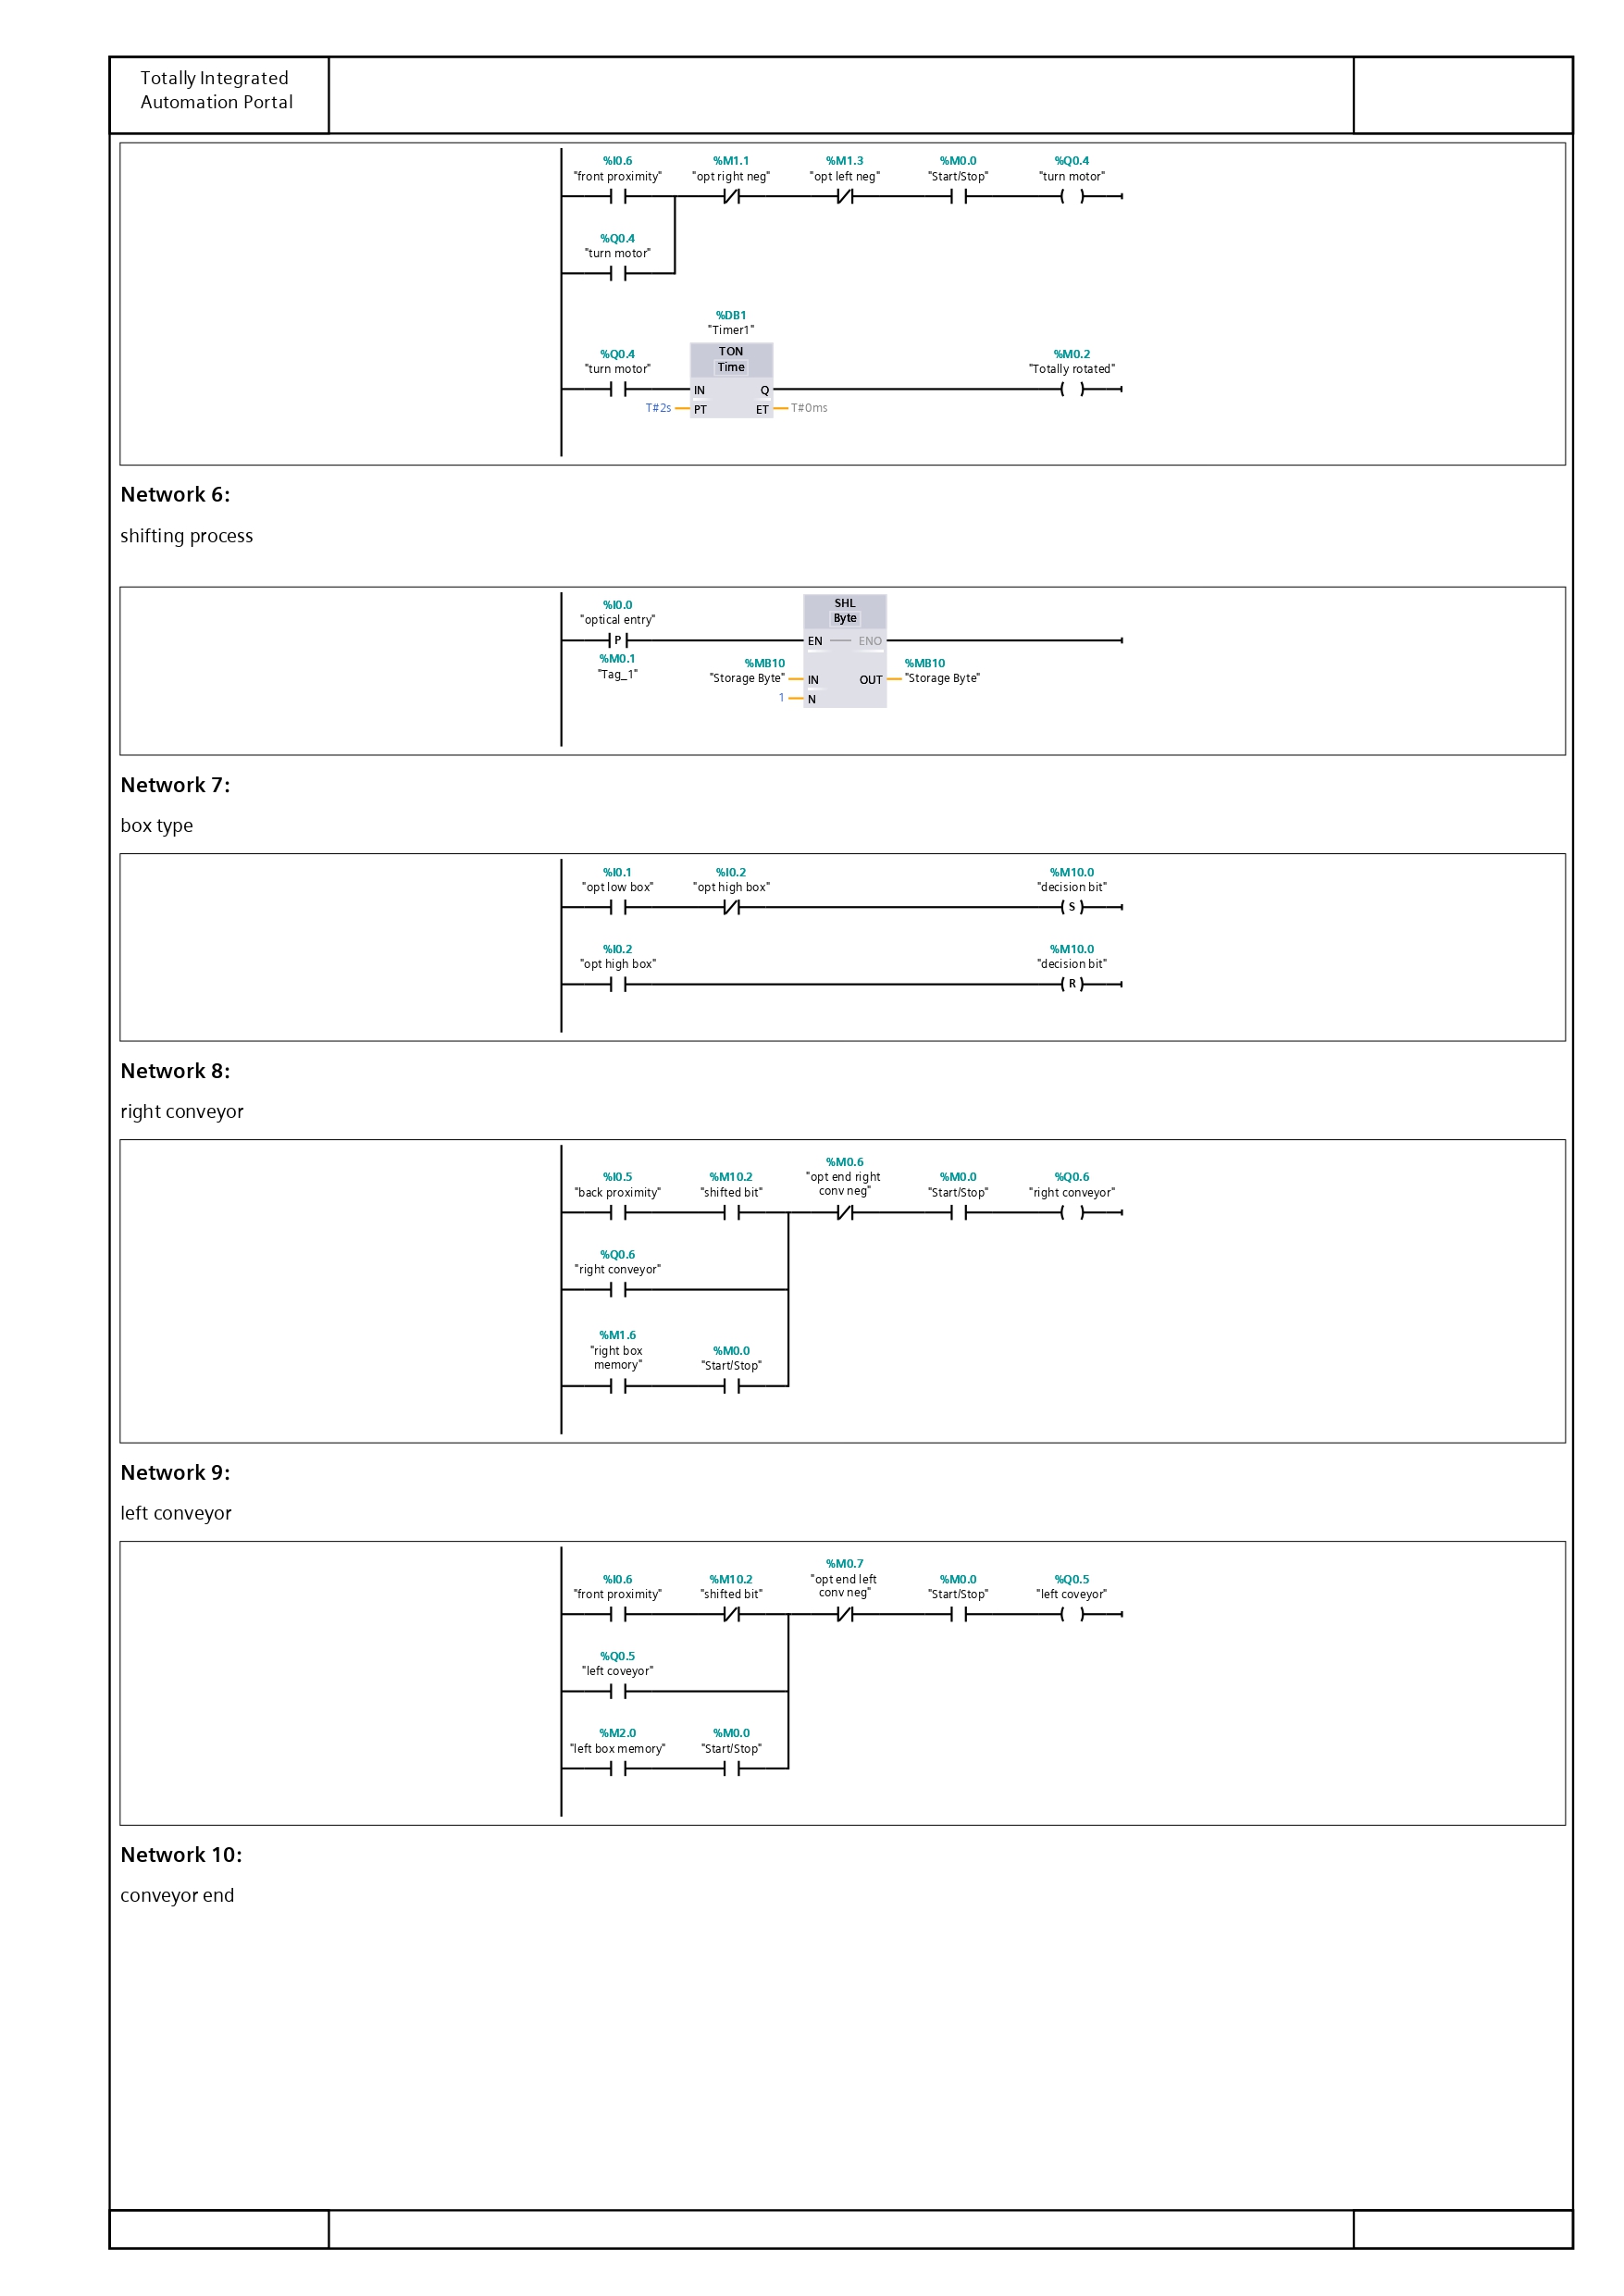 Totally Integrated
Automation Portal
%I0.6 %M1.1 %M1.3 %M0.0 %Q0.4
"front proximity" "opt right neg" "opt left neg" "Start/Stop" "turn motor"
%Q0.4
"turn motor"
%DB1
"Timer1"
TON
Time
%Q0.4 %M0.2
"turn motor" "Totally rotated"
IN Q
T#2s PT ET T#0ms
Network 6:
shifting process
SHL
Byte
%I0.0
"optical entry"
P
EN ENO
%M0.1
"Tag_1"
%MB10 %MB10
"Storage Byte" IN OUT "Storage Byte"
1 N
Network 7:
box type
%I0.1 %I0.2 %M10.0
"opt low box" "opt high box" "decision bit"
S
%I0.2 %M10.0
"opt high box" "decision bit"
R
Network 8:
right conveyor
%M0.6
%I0.5 %M10.2 "opt end right %M0.0 %Q0.6
"back proximity" "shifted bit" conv neg" "Start/Stop" "right conveyor"
%Q0.6
"right conveyor"
%M1.6
"right box %M0.0
memory" "Start/Stop"
Network 9:
left conveyor
%M0.7
%I0.6 %M10.2 "opt end left %M0.0 %Q0.5
"front proximity" "shifted bit" conv neg" "Start/Stop" "left coveyor"
%Q0.5
"left coveyor"
%M2.0 %M0.0
"left box memory" "Start/Stop"
Network 10:
conveyor end